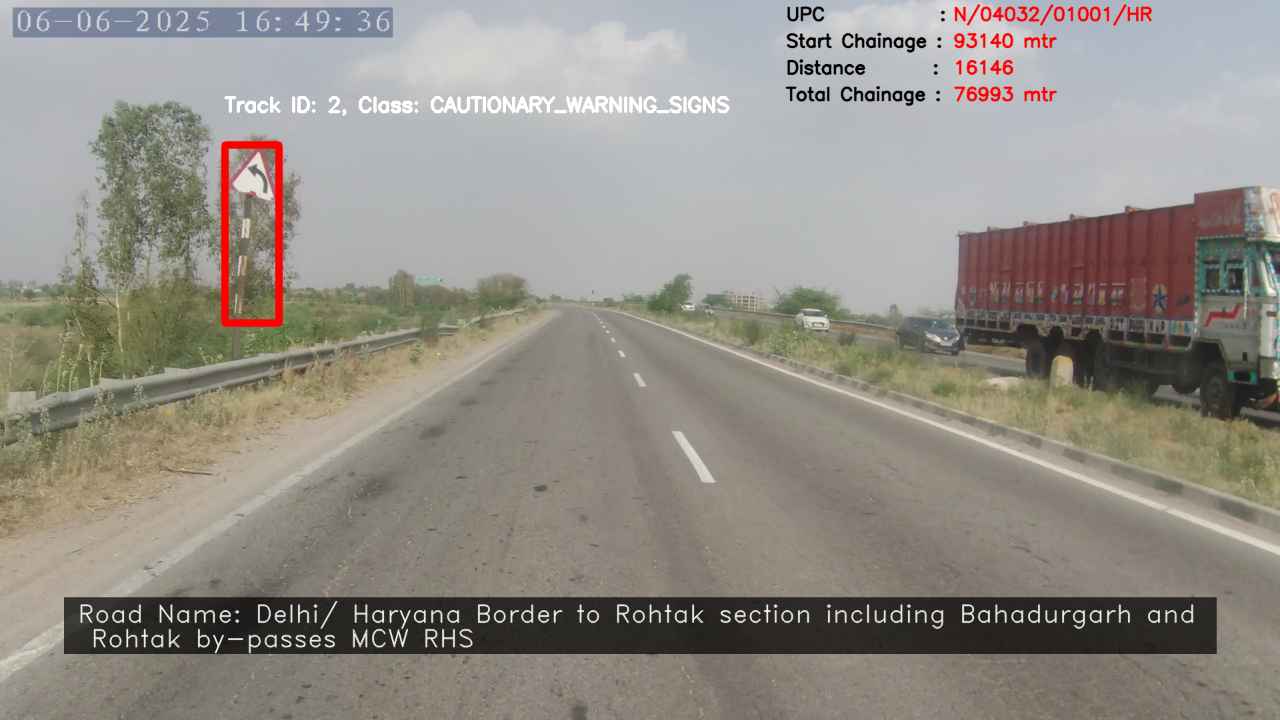 06-06-2025 16:49:36
UPC : N/04032/01001/HR
Start Chainage : 93140 mtr
Distance : 16146
Total Chainage : 76993 mtr
Track ID: 2, Class: CAUTIONARY_WARNING_SIGNS
Road Name: Delhi/ Haryana Border to Rohtak section including Bahadurgarh and
Rohtak by-passes MCW RHS